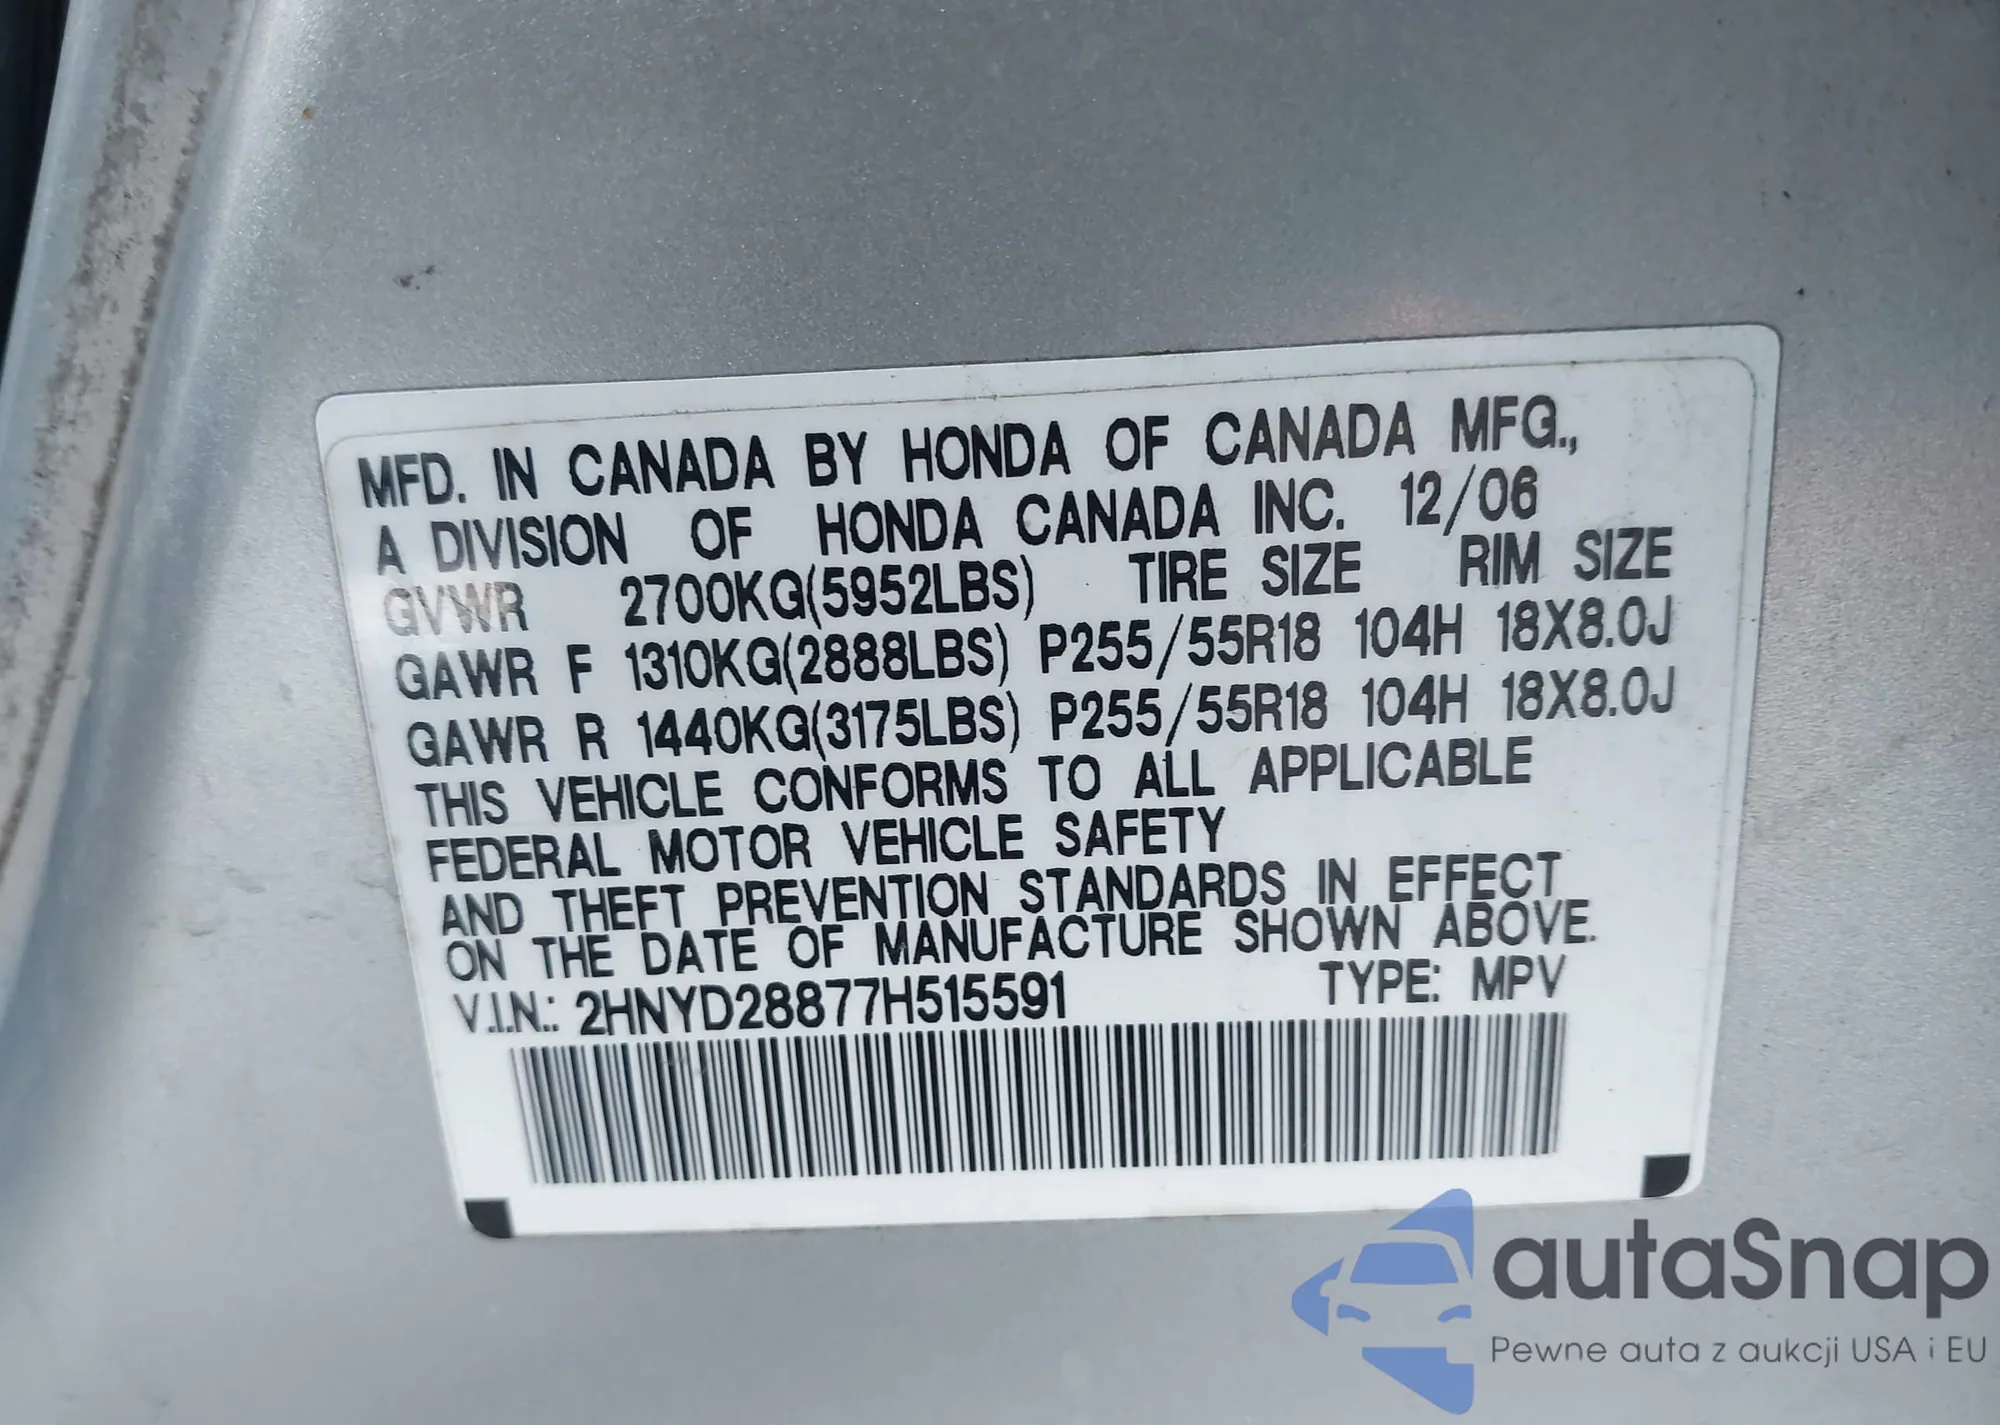 MFD. IN CANADA BY HONDA OF CANADA MFG.,
A DIVISION OF HONDA CANADA INC. 12/06
GVWR 2700KG(5952LBS) TIRE SIZE RIM SIZE
GAWR F 1310KG(2888LBS) P255/55R18 104H 18X8.0J
GAWR R 1440KG(3175LBS) P255/55R18 104H 18X8.0J
THIS VEHICLE CONFORMS TO ALL APPLICABLE
FEDERAL MOTOR VEHICLE SAFETY
AND THEFT PREVENTION STANDARDS IN EFFECT
ON THE DATE OF MANUFACTURE SHOWN ABOVE.
V.I.N.: 2HNYD28877H515591 TYPE: MPV
autaSnap
Pewne auta z aukcji USA i EU